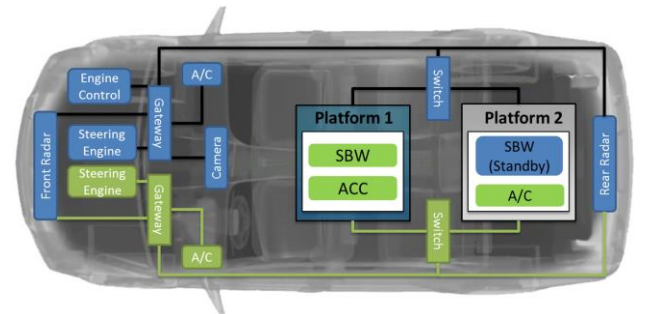 Engine
Control
A/C
Gateway
Steering
Engine
Steering
Engine
Front Radar
Camera
Gateway
A/C
Switch
Platform 1
SBW
ACC
Platform 2
SBW
(Standby)
A/C
Switch
Rear Radar